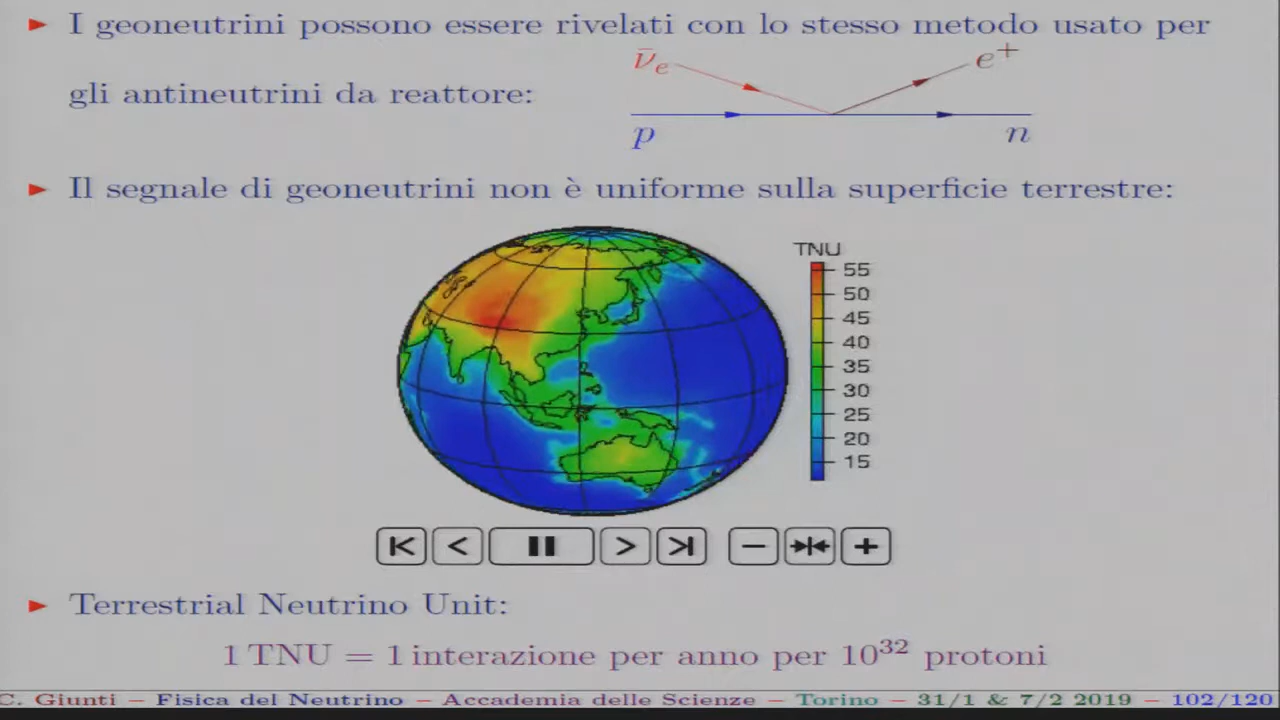 ► I geoneutrini possono essere rivelati con lo stesso metodo usato per
gli antineutrini da reattore:
ν̄e e+
p n
► Il segnale di geoneutrini non è uniforme sulla superficie terrestre:
TNU
55
50
45
40
35
30
25
20
15
► Terrestrial Neutrino Unit:
1 TNU = 1 interazione per anno per 10³² protoni
C. Giunti – Fisica del Neutrino – Accademia delle Scienze – Torino – 31/1 & 7/2 2019 – 102/120